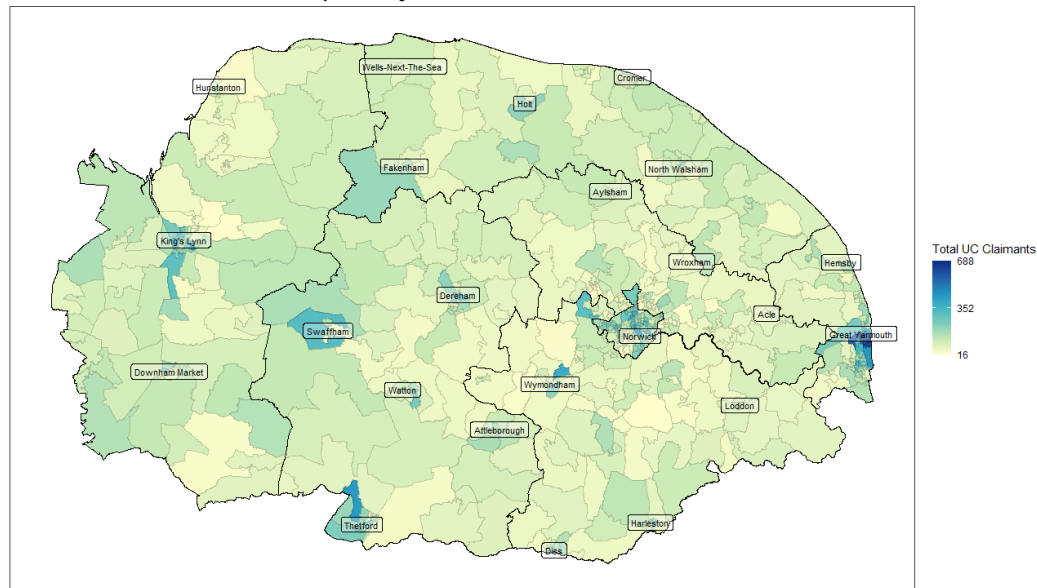 Wells-Next-The-Sea
Cromer
Hunstanton
Holt
Fakenham
North Walsham
Aylsham
King's Lynn
Wroxham
Hemsby
Total UC Claimants
688
352
16
Dereham
Acle
Swaffham
Norwich
Great Yarmouth
Downham Market
Wymondham
Watton
Loddon
Attleborough
Thetford
Harleston
Diss